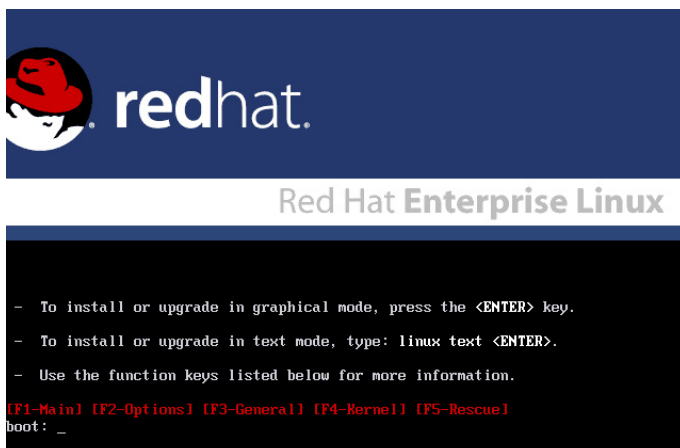 redhat.
Red Hat Enterprise Linux
- To install or upgrade in graphical mode, press the <ENTER> key.
- To install or upgrade in text mode, type: linux text <ENTER>.
- Use the function keys listed below for more information.
[F1-Main] [F2-Options] [F3-General] [F4-Kernel] [F5-Rescue]
boot: _